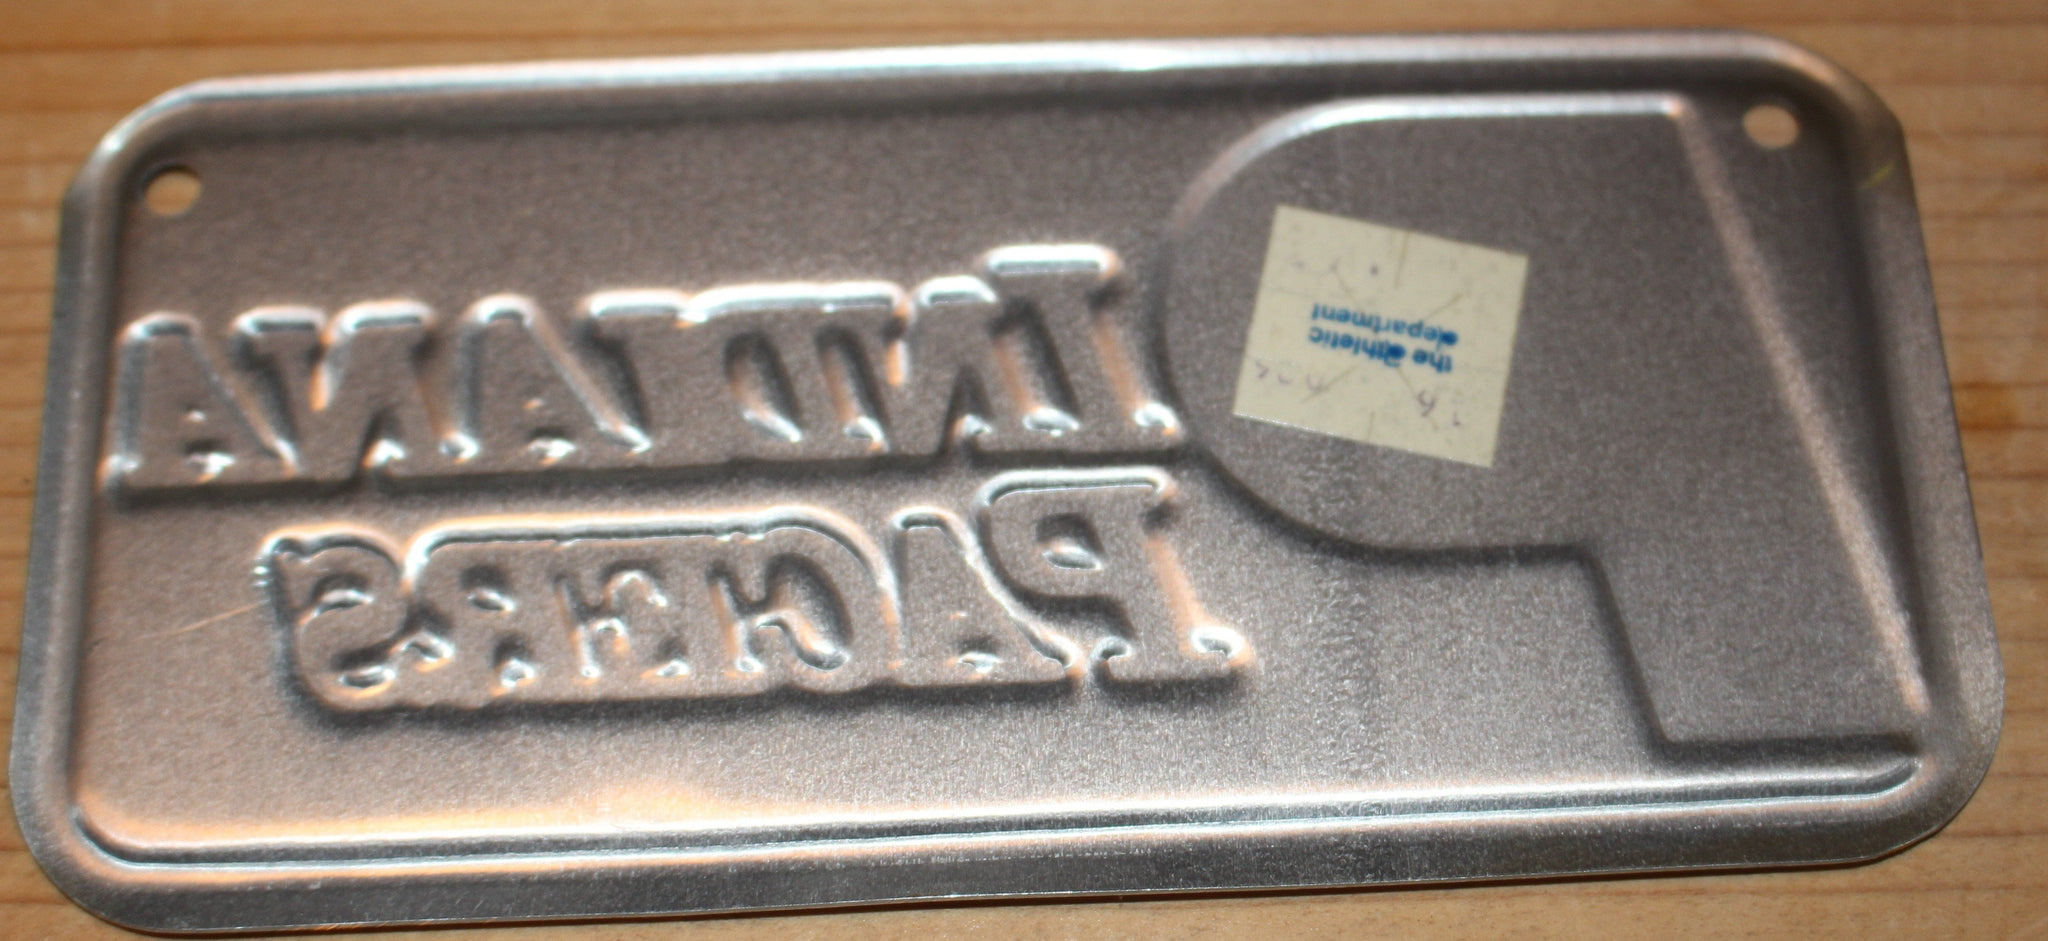 INDIANA
PACERS
the athletic
department